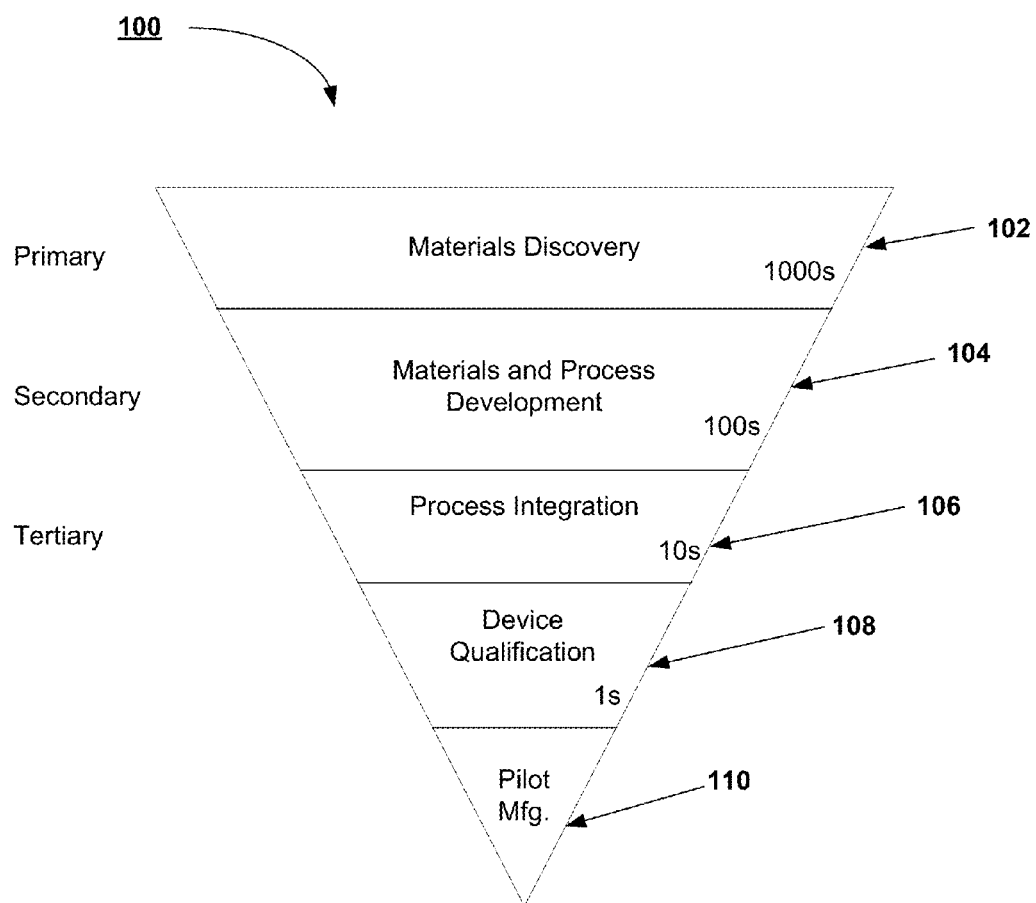 100
102
Primary
Materials Discovery
1000s
104
Secondary
Materials and Process
Development
100s
106
Tertiary
Process Integration
10s
108
Device
Qualification
1s
110
Pilot
Mfg.